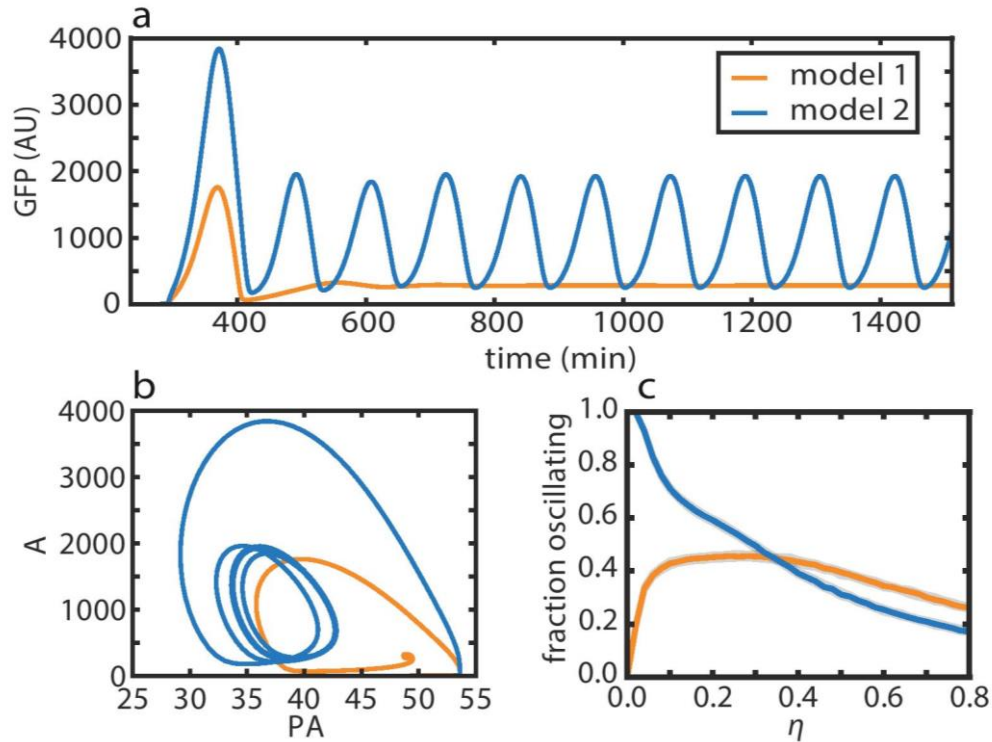 a
4000
3000
2000
1000
0
GFP (AU)
model 1
model 2
400 600 800 1000 1200 1400
time (min)
b
4000
3000
2000
1000
0
A
25 30 35 40 45 50 55
PA
c
1.0
0.8
0.6
0.4
0.2
0.0
fraction oscillating
0.0 0.2 0.4 0.6 0.8
η